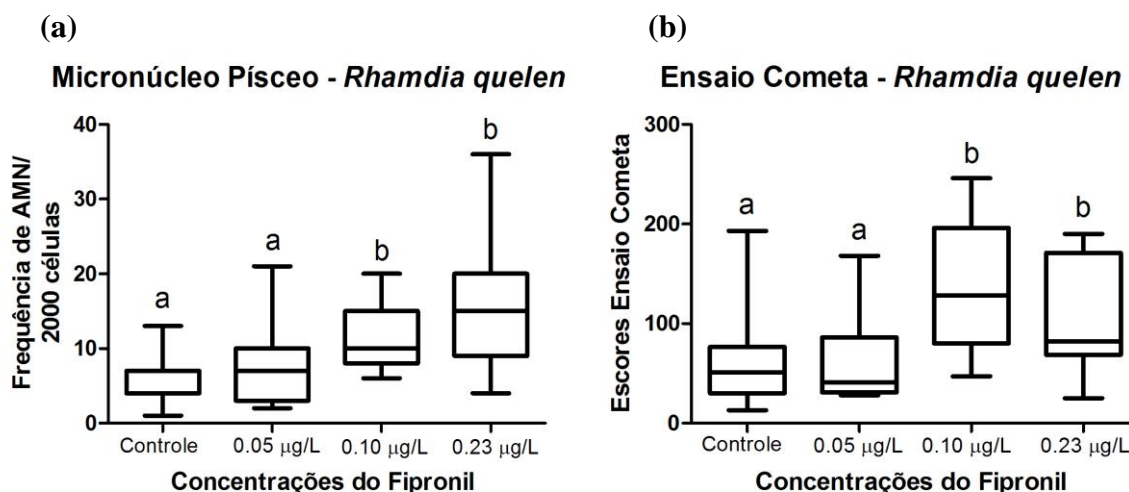 (a)
Micronúcleo Písceo - Rhamdia quelen
Frequência de AMN/
2000 células
40
30
20
10
0
a
a
b
b
Controle
0.05 µg/L
0.10 µg/L
0.23 µg/L
Concentrações do Fipronil
(b)
Ensaio Cometa - Rhamdia quelen
Escores Ensaio Cometa
300
200
100
0
a
a
b
b
Controle
0.05 µg/L
0.10 µg/L
0.23 µg/L
Concentrações do Fipronil